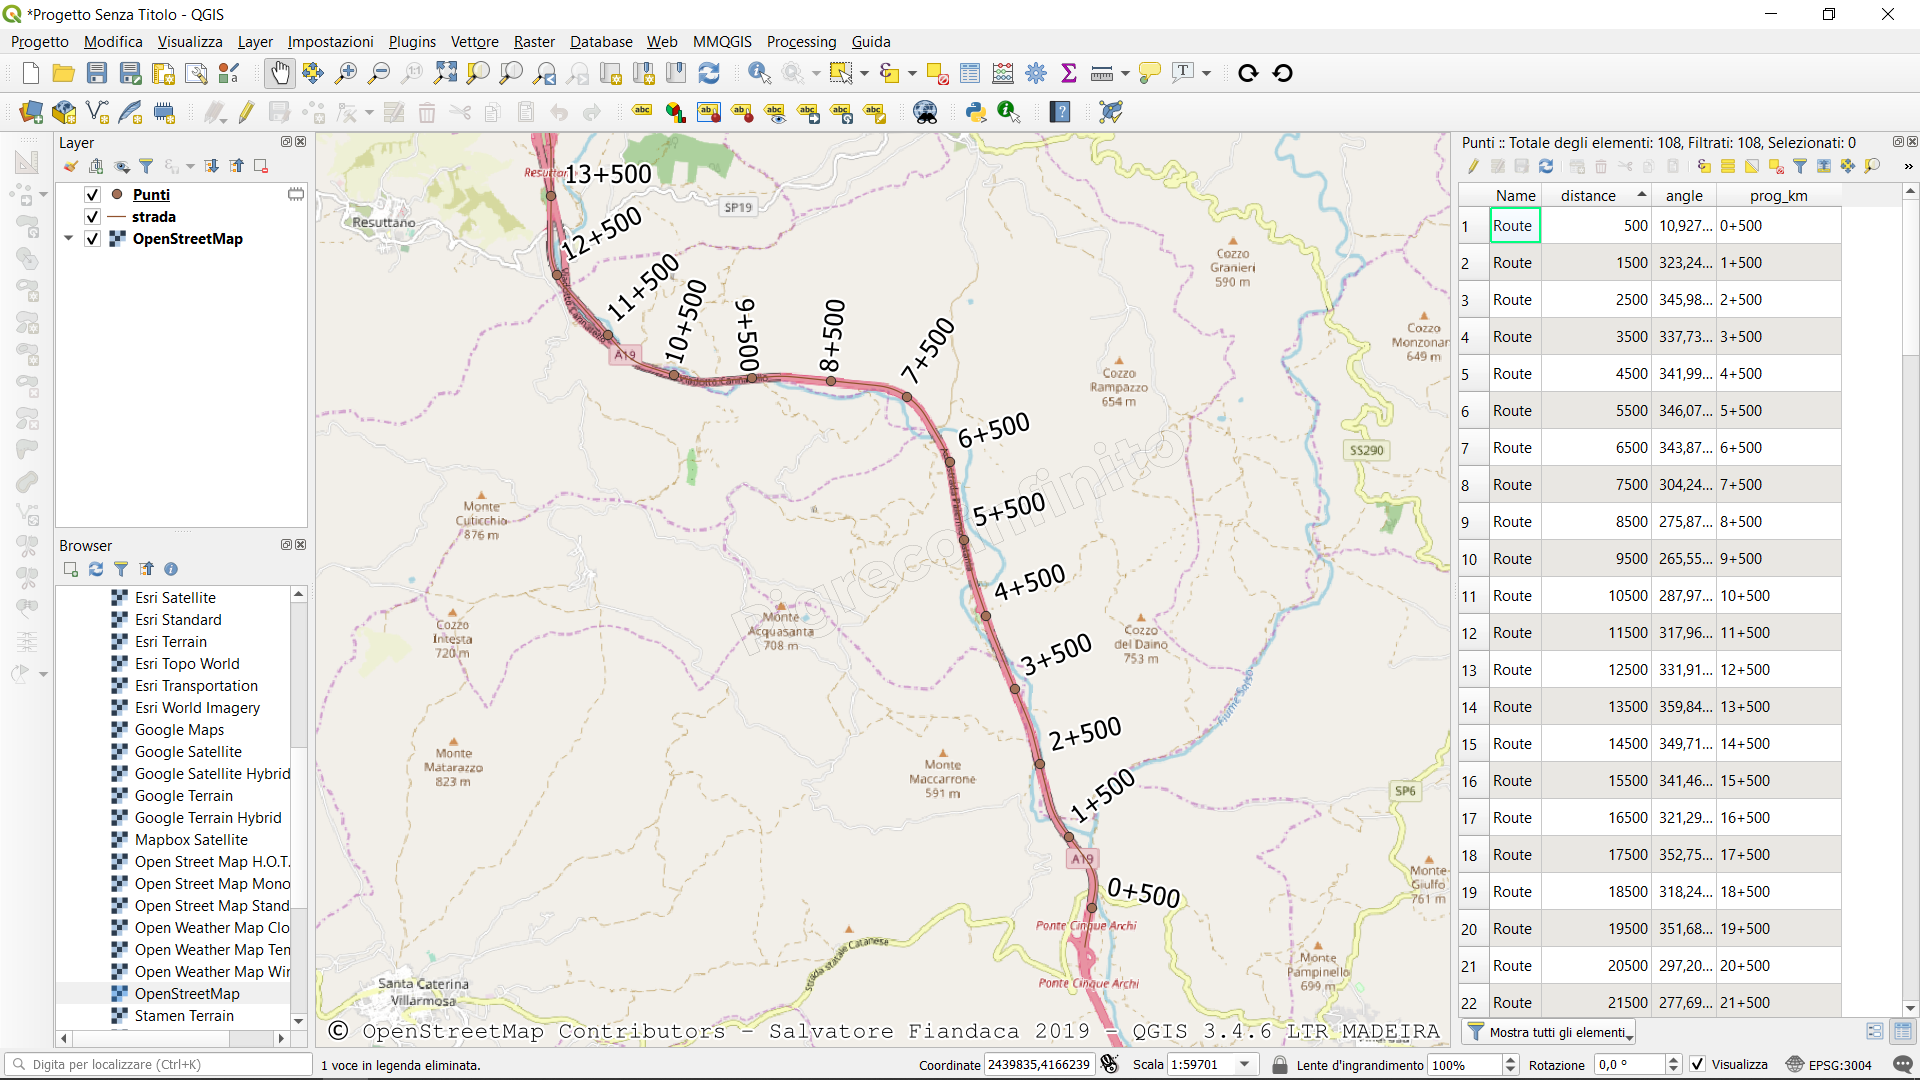 *Progetto Senza Titolo - QGIS
Progetto Modifica Visualizza Layer Impostazioni Plugins Vettore Raster Database Web MMQGIS Processing Guida
Layer
Punti
strada
OpenStreetMap
Browser
Esri Satellite
Esri Standard
Esri Terrain
Esri Topo World
Esri Transportation
Esri World Imagery
Google Maps
Google Satellite
Google Satellite Hybrid
Google Terrain
Google Terrain Hybrid
Mapbox Satellite
Open Street Map H.O.T.
Open Street Map Mono
Open Street Map Stand
Open Weather Map Clo
Open Weather Map Ten
Open Weather Map Wir
OpenStreetMap
Stamen Terrain
13+500
Resuttano
SP19
12+500
11+500
10+500
9+500
8+500
7+500
A19
Cozzo
Granieri
590 m
Cozzo
Monzonar
649 m
Cozzo
Rampazzo
654 m
6+500
SS290
Monte
Cuticchio
876 m
5+500
Pigrecoinfinito
4+500
Cozzo
Intesta
720 m
Monte
Acquasanta
708 m
Cozzo
del Daino
753 m
3+500
Fiume Salso
2+500
Monte
Matarazzo
823 m
Monte
Maccarrone
591 m
1+500
SP6
A19
0+500
Monte
Giulfo
761 m
Ponte Cinque Archi
Strada statale Catanese
Monte
Pampinello
699 m
Ponte Cinque Archi
Santa Caterina
Villarmosa
© OpenStreetMap Contributors - Salvatore Fiandaca 2019 - QGIS 3.4.6 LTR MADEIRA
Punti :: Totale degli elementi: 108, Filtrati: 108, Selezionati: 0
Name distance angle prog_km
1 Route 500 10,927... 0+500
2 Route 1500 323,24... 1+500
3 Route 2500 345,98... 2+500
4 Route 3500 337,73... 3+500
5 Route 4500 341,99... 4+500
6 Route 5500 346,07... 5+500
7 Route 6500 343,87... 6+500
8 Route 7500 304,24... 7+500
9 Route 8500 275,87... 8+500
10 Route 9500 265,55... 9+500
11 Route 10500 287,97... 10+500
12 Route 11500 317,96... 11+500
13 Route 12500 331,91... 12+500
14 Route 13500 359,84... 13+500
15 Route 14500 349,71... 14+500
16 Route 15500 341,46... 15+500
17 Route 16500 321,29... 16+500
18 Route 17500 352,75... 17+500
19 Route 18500 318,24... 18+500
20 Route 19500 351,68... 19+500
21 Route 20500 297,20... 20+500
22 Route 21500 277,69... 21+500
Mostra tutti gli elementi
Digita per localizzare (Ctrl+K)
1 voce in legenda eliminata.
Coordinate 2439835,4166239 Scala 1:59701 Lente d'ingrandimento 100% Rotazione 0,0 ° Visualizza EPSG:3004